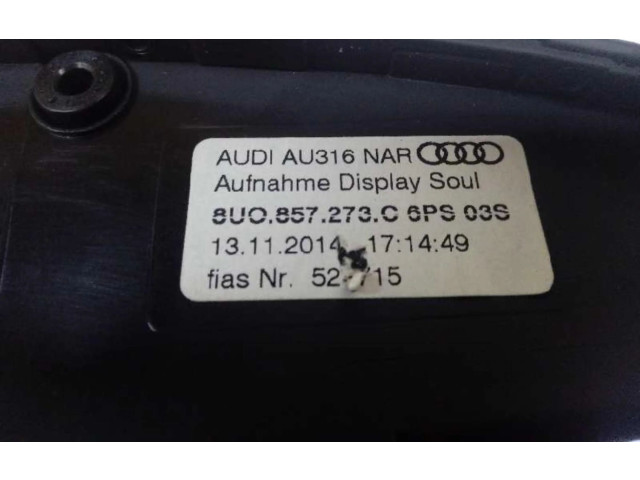 AUDI AU316 NAR
Aufnahme Display Soul
8U0.857.273.C 6PS 03S
13.11.2014 17:14:49
fias Nr.